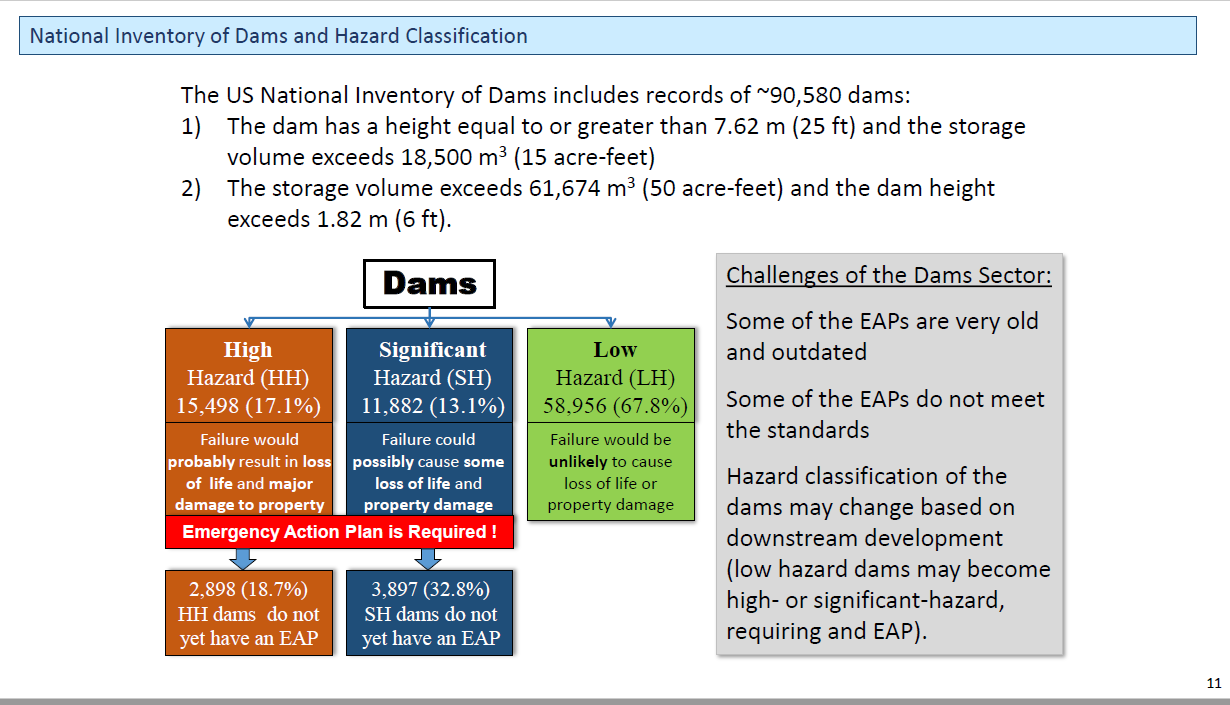 National Inventory of Dams and Hazard Classification
The US National Inventory of Dams includes records of ~90,580 dams:
1) The dam has a height equal to or greater than 7.62 m (25 ft) and the storage
volume exceeds 18,500 m³ (15 acre-feet)
2) The storage volume exceeds 61,674 m³ (50 acre-feet) and the dam height
exceeds 1.82 m (6 ft).
Dams
High
Hazard (HH)
15,498 (17.1%)
Failure would
probably result in loss
of life and major
damage to property
Significant
Hazard (SH)
11,882 (13.1%)
Failure could
possibly cause some
loss of life and
property damage
Low
Hazard (LH)
58,956 (67.8%)
Failure would be
unlikely to cause
loss of life or
property damage
Emergency Action Plan is Required !
2,898 (18.7%)
HH dams do not
yet have an EAP
3,897 (32.8%)
SH dams do not
yet have an EAP
Challenges of the Dams Sector:
Some of the EAPs are very old
and outdated
Some of the EAPs do not meet
the standards
Hazard classification of the
dams may change based on
downstream development
(low hazard dams may become
high- or significant-hazard,
requiring and EAP).
11